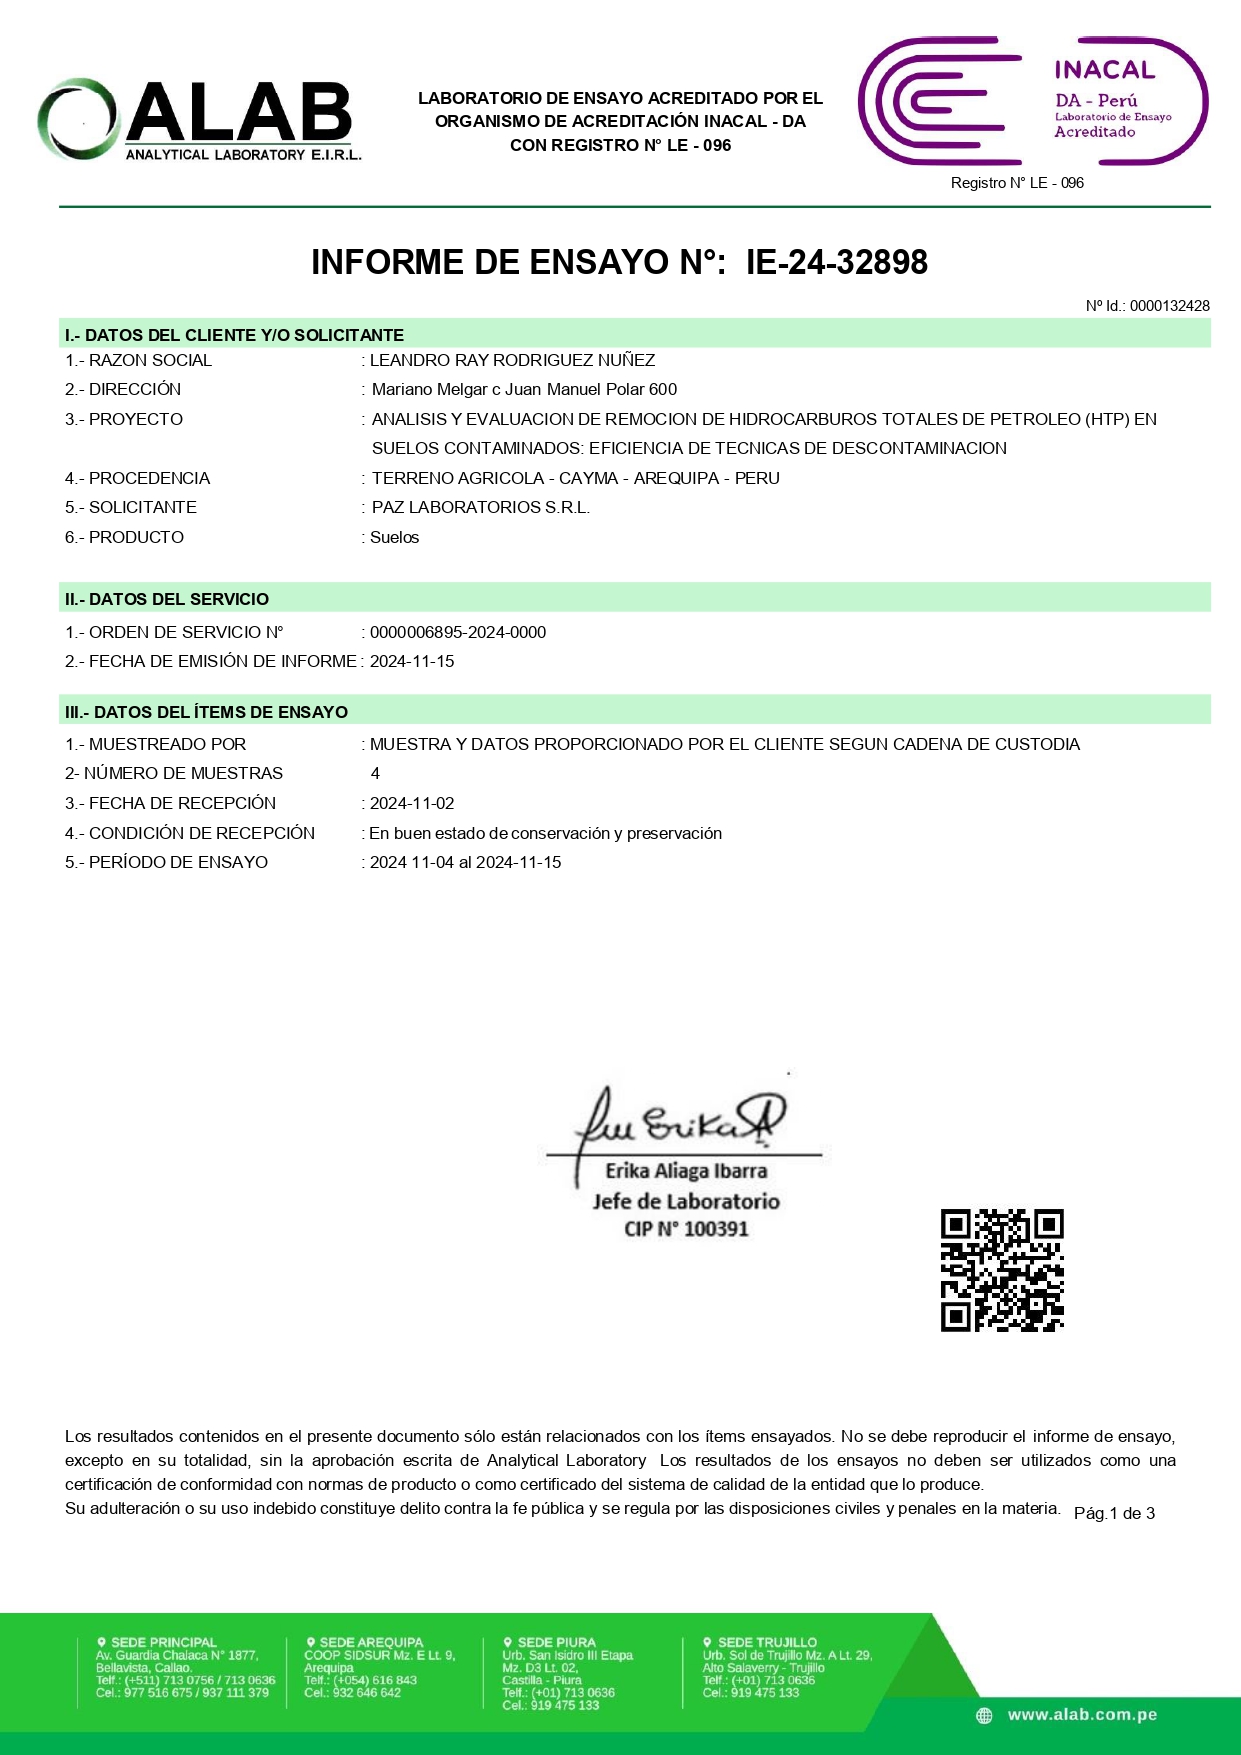 ALAB
ANALYTICAL LABORATORY E.I.R.L.
LABORATORIO DE ENSAYO ACREDITADO POR EL
ORGANISMO DE ACREDITACIÓN INACAL - DA
CON REGISTRO N° LE - 096
INACAL
DA - Perú
Laboratorio de Ensayo
Acreditado
Registro N° LE - 096
INFORME DE ENSAYO N°: IE-24-32898
Nº Id.: 0000132428
I.- DATOS DEL CLIENTE Y/O SOLICITANTE
1.- RAZON SOCIAL : LEANDRO RAY RODRIGUEZ NUÑEZ
2.- DIRECCIÓN : Mariano Melgar c Juan Manuel Polar 600
3.- PROYECTO : ANALISIS Y EVALUACION DE REMOCION DE HIDROCARBUROS TOTALES DE PETROLEO (HTP) EN
SUELOS CONTAMINADOS: EFICIENCIA DE TECNICAS DE DESCONTAMINACION
4.- PROCEDENCIA : TERRENO AGRICOLA - CAYMA - AREQUIPA - PERU
5.- SOLICITANTE : PAZ LABORATORIOS S.R.L.
6.- PRODUCTO : Suelos
II.- DATOS DEL SERVICIO
1.- ORDEN DE SERVICIO N° : 0000006895-2024-0000
2.- FECHA DE EMISIÓN DE INFORME : 2024-11-15
III.- DATOS DEL ÍTEMS DE ENSAYO
1.- MUESTREADO POR : MUESTRA Y DATOS PROPORCIONADO POR EL CLIENTE SEGUN CADENA DE CUSTODIA
2- NÚMERO DE MUESTRAS 4
3.- FECHA DE RECEPCIÓN : 2024-11-02
4.- CONDICIÓN DE RECEPCIÓN : En buen estado de conservación y preservación
5.- PERÍODO DE ENSAYO : 2024 11-04 al 2024-11-15
Erika Aliaga Ibarra
Jefe de Laboratorio
CIP N° 100391
Los resultados contenidos en el presente documento sólo están relacionados con los ítems ensayados. No se debe reproducir el informe de ensayo,
excepto en su totalidad, sin la aprobación escrita de Analytical Laboratory Los resultados de los ensayos no deben ser utilizados como una
certificación de conformidad con normas de producto o como certificado del sistema de calidad de la entidad que lo produce.
Su adulteración o su uso indebido constituye delito contra la fe pública y se regula por las disposiciones civiles y penales en la materia. Pág.1 de 3
SEDE PRINCIPAL
Av. Guardia Chalaca N° 1877,
Bellavista, Callao.
Telf.: (+511) 713 0756 / 713 0636
Cel.: 977 516 675 / 937 111 379
SEDE AREQUIPA
COOP SIDSUR Mz. E Lt. 9,
Arequipa
Telf.: (+054) 616 843
Cel.: 932 646 642
SEDE PIURA
Urb. San Isidro III Etapa
Mz. D3 Lt. 02,
Castilla - Piura
Telf.: (+01) 713 0636
Cel.: 919 475 133
SEDE TRUJILLO
Urb. Sol de Trujillo Mz. A Lt. 29,
Alto Salaverry - Trujillo
Telf.: (+01) 713 0636
Cel.: 919 475 133
www.alab.com.pe